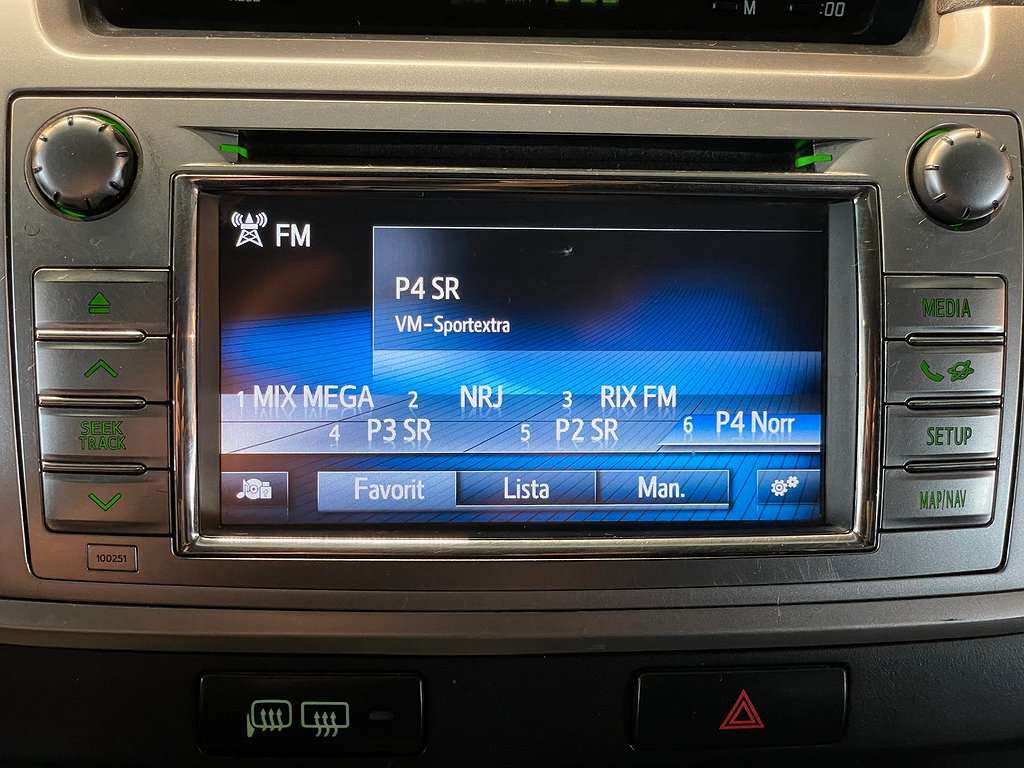 M :00
FM
P4 SR
VM-Sportextra
1 MIX MEGA 2 NRJ 3 RIX FM
4 P3 SR 5 P2 SR 6 P4 Norr
Favorit Lista Man.
SEEK
TRACK
100251
MEDIA
SETUP
MAP/NAV